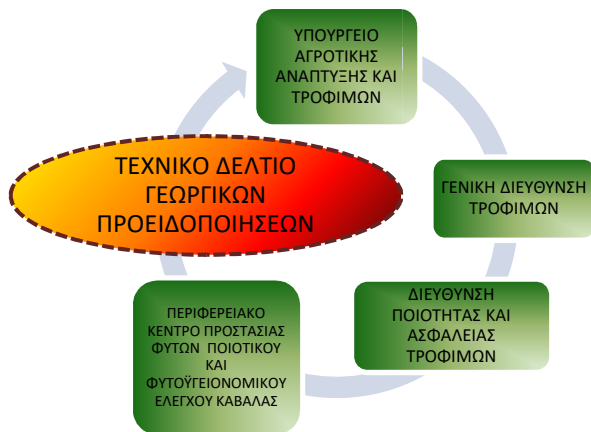 ΥΠΟΥΡΓΕΙΟ
ΑΓΡΟΤΙΚΗΣ
ΑΝΑΠΤΥΞΗΣ ΚΑΙ
ΤΡΟΦΙΜΩΝ
ΓΕΝΙΚΗ ΔΙΕΥΘΥΝΣΗ
ΤΡΟΦΙΜΩΝ
ΔΙΕΥΘΥΝΣΗ
ΠΟΙΟΤΗΤΑΣ ΚΑΙ
ΑΣΦΑΛΕΙΑΣ
ΤΡΟΦΙΜΩΝ
ΠΕΡΙΦΕΡΕΙΑΚΟ
ΚΕΝΤΡΟ ΠΡΟΣΤΑΣΙΑΣ
ΦΥΤΩΝ ΠΟΙΟΤΙΚΟΥ
ΚΑΙ
ΦΥΤΟΫΓΕΙΟΝΟΜΙΚΟΥ
ΕΛΕΓΧΟΥ ΚΑΒΑΛΑΣ
ΤΕΧΝΙΚΟ ΔΕΛΤΙΟ
ΓΕΩΡΓΙΚΩΝ
ΠΡΟΕΙΔΟΠΟΙΗΣΕΩΝ